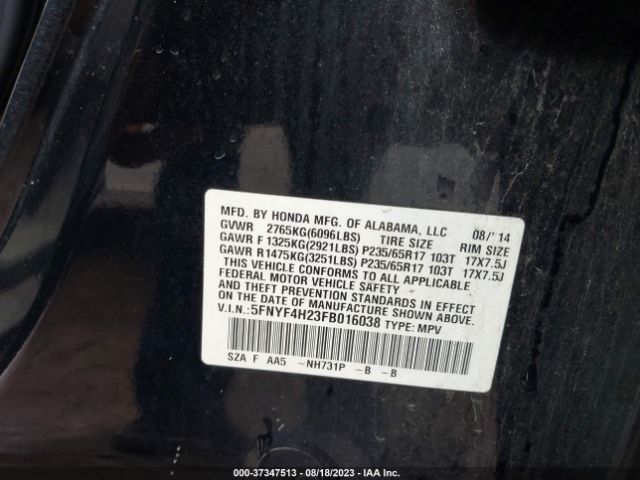 MFD. BY HONDA MFG. OF ALABAMA, LLC 08/'14
GVWR 2765KG(6096LBS) TIRE SIZE RIM SIZE
GAWR F 1325KG(2921LBS) P235/65R17 103T 17X7.5J
GAWR R1475KG(3251LBS) P235/65R17 103T 17X7.5J
THIS VEHICLE CONFORMS TO ALL APPLICABLE
FEDERAL MOTOR VEHICLE SAFETY
AND THEFT PREVENTION STANDARDS IN EFFECT
ON THE DATE OF MANUFACTURE SHOWN ABOVE.
V.I.N.:5FNYF4H23FB016038 TYPE: MPV
SZA F AA5 -NH731P -B -B
000-37347513 - 08/18/2023 - IAA Inc.